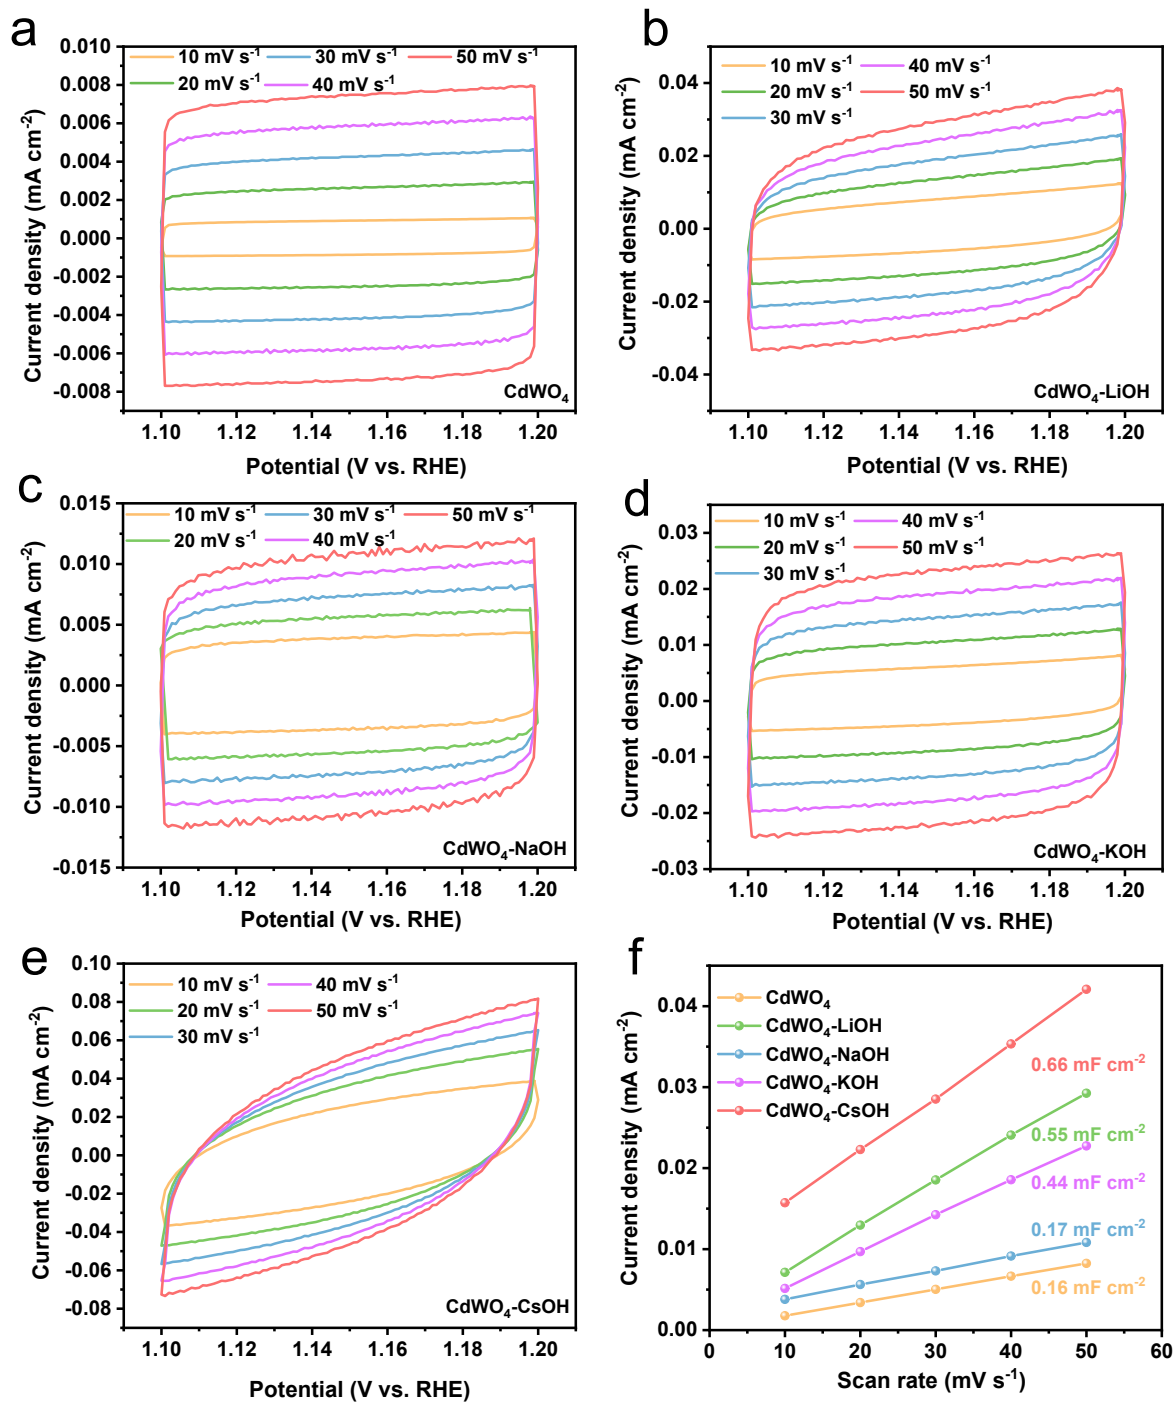 a
0.010
0.008
0.006
0.004
0.002
0.000
-0.002
-0.004
-0.006
-0.008
Current density (mA cm⁻²)
10 mV s⁻¹ 30 mV s⁻¹ 50 mV s⁻¹
20 mV s⁻¹ 40 mV s⁻¹
CdWO₄
1.10 1.12 1.14 1.16 1.18 1.20
Potential (V vs. RHE)
b
0.04
0.02
0.00
-0.02
-0.04
Current density (mA cm⁻²)
10 mV s⁻¹ 40 mV s⁻¹
20 mV s⁻¹ 50 mV s⁻¹
30 mV s⁻¹
CdWO₄-LiOH
1.10 1.12 1.14 1.16 1.18 1.20
Potential (V vs. RHE)
c
0.015
0.010
0.005
0.000
-0.005
-0.010
-0.015
Current density (mA cm⁻²)
10 mV s⁻¹ 30 mV s⁻¹ 50 mV s⁻¹
20 mV s⁻¹ 40 mV s⁻¹
CdWO₄-NaOH
1.10 1.12 1.14 1.16 1.18 1.20
Potential (V vs. RHE)
d
0.03
0.02
0.01
0.00
-0.01
-0.02
-0.03
Current density (mA cm⁻²)
10 mV s⁻¹ 40 mV s⁻¹
20 mV s⁻¹ 50 mV s⁻¹
30 mV s⁻¹
CdWO₄-KOH
1.10 1.12 1.14 1.16 1.18 1.20
Potential (V vs. RHE)
e
0.10
0.08
0.06
0.04
0.02
0.00
-0.02
-0.04
-0.06
-0.08
Current density (mA cm⁻²)
10 mV s⁻¹ 40 mV s⁻¹
20 mV s⁻¹ 50 mV s⁻¹
30 mV s⁻¹
CdWO₄-CsOH
1.10 1.12 1.14 1.16 1.18 1.20
Potential (V vs. RHE)
f
0.04
0.03
0.02
0.01
0.00
Current density (mA cm⁻²)
CdWO₄
CdWO₄-LiOH
CdWO₄-NaOH
CdWO₄-KOH
CdWO₄-CsOH
0.66 mF cm⁻²
0.55 mF cm⁻²
0.44 mF cm⁻²
0.17 mF cm⁻²
0.16 mF cm⁻²
0 10 20 30 40 50 60
Scan rate (mV s⁻¹)